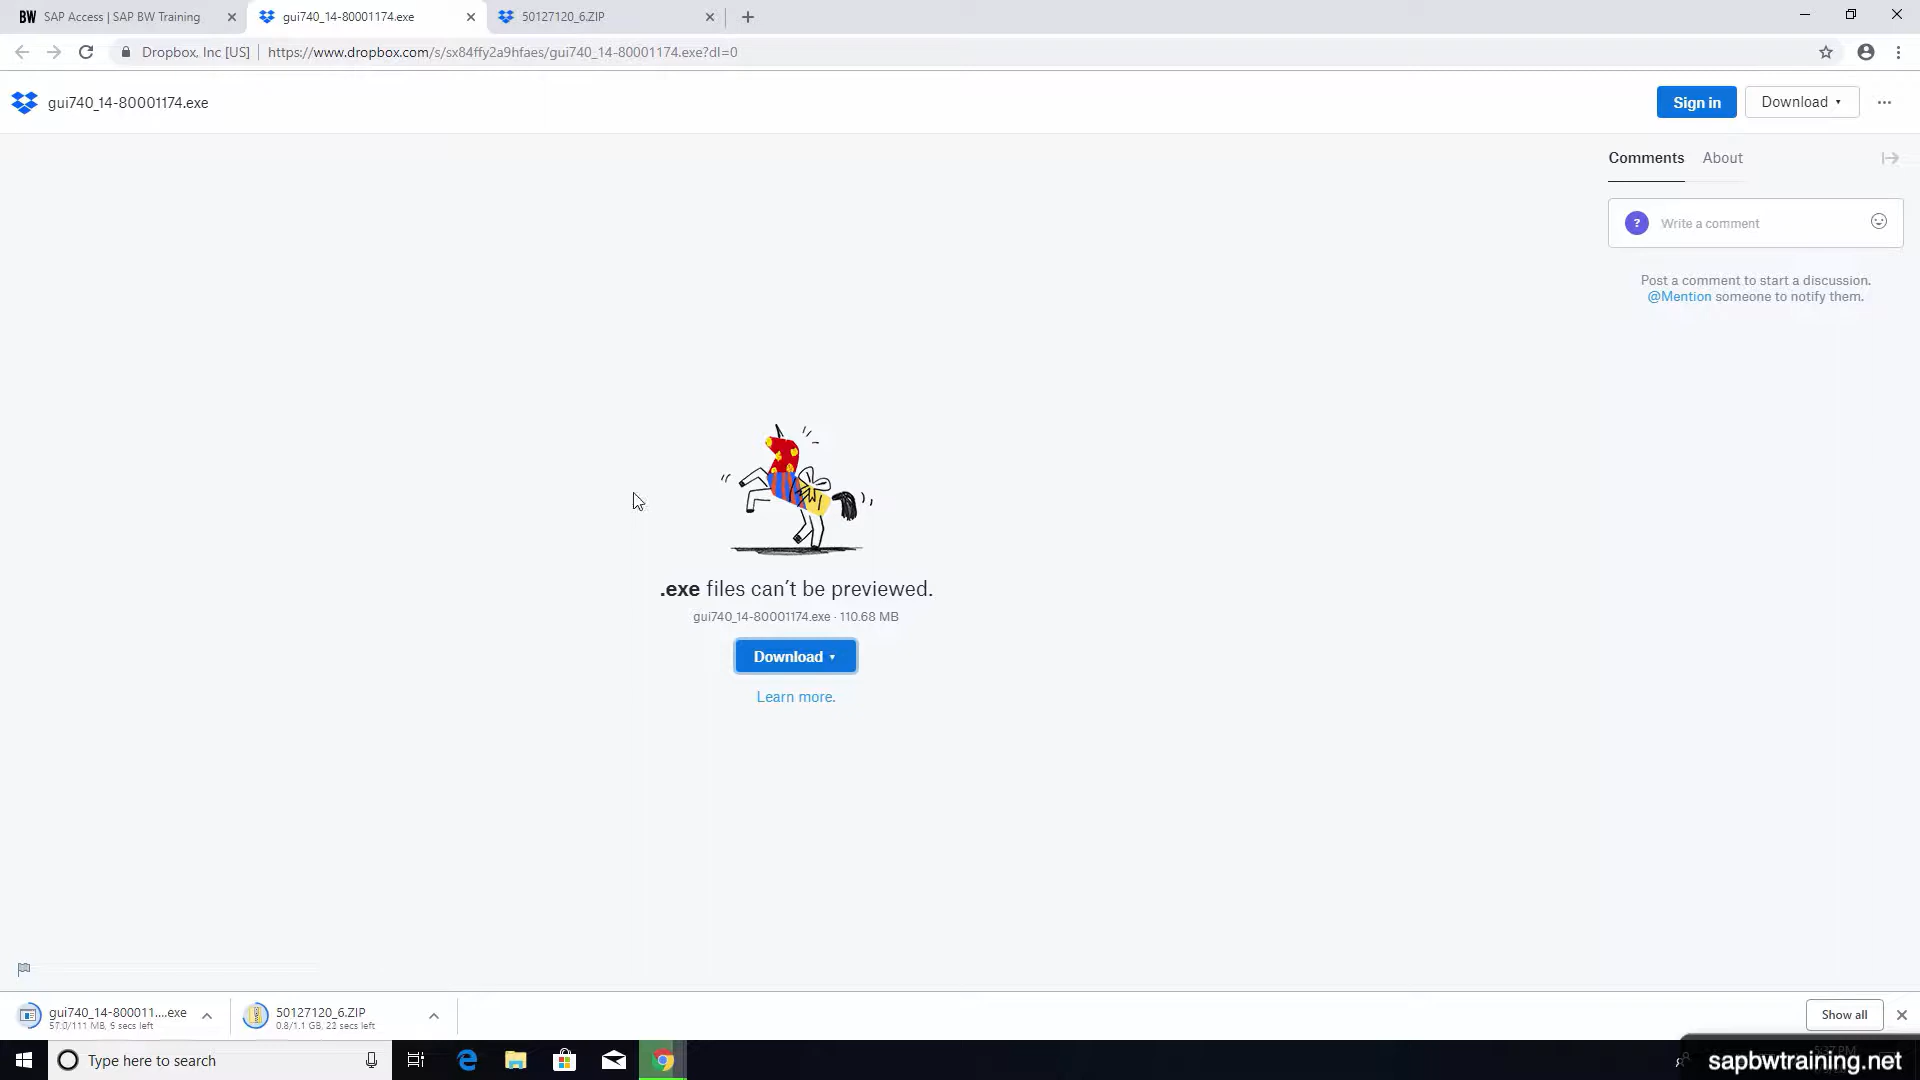 BW SAP Access | SAP BW Training
gui740_14-80001174.exe
50127120_6.ZIP
Dropbox, Inc [US] | https://www.dropbox.com/s/sx84ffy2a9hfaes/gui740_14-80001174.exe?dl=0
gui740_14-80001174.exe
Sign in
Download
Comments
About
? Write a comment
Post a comment to start a discussion.
@Mention someone to notify them.
.exe files can't be previewed.
gui740_14-80001174.exe · 110.68 MB
Download
Learn more.
gui740_14-800011....exe
57.0/111 MB, 5 secs left
50127120_6.ZIP
0.8/1.1 GB, 22 secs left
Show all
Type here to search
sapbwtraining.net